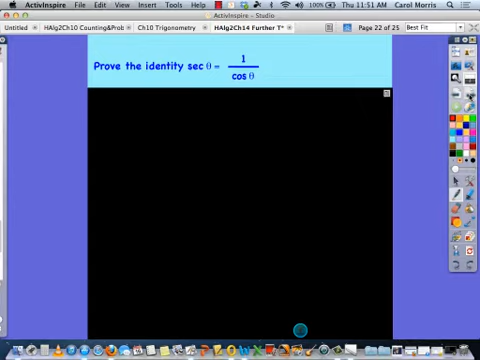 ActivInspire File Edit View Insert Tools Help 100% Thu 11:51 AM Carol Morris
ActivInspire - Studio
Untitled HAlg2Ch10 Counting&Prob Ch10 Trigonometry HAlg2Ch14 Further T* Page 22 of 25 Best Fit
Prove the identity sec θ = 1
cos θ